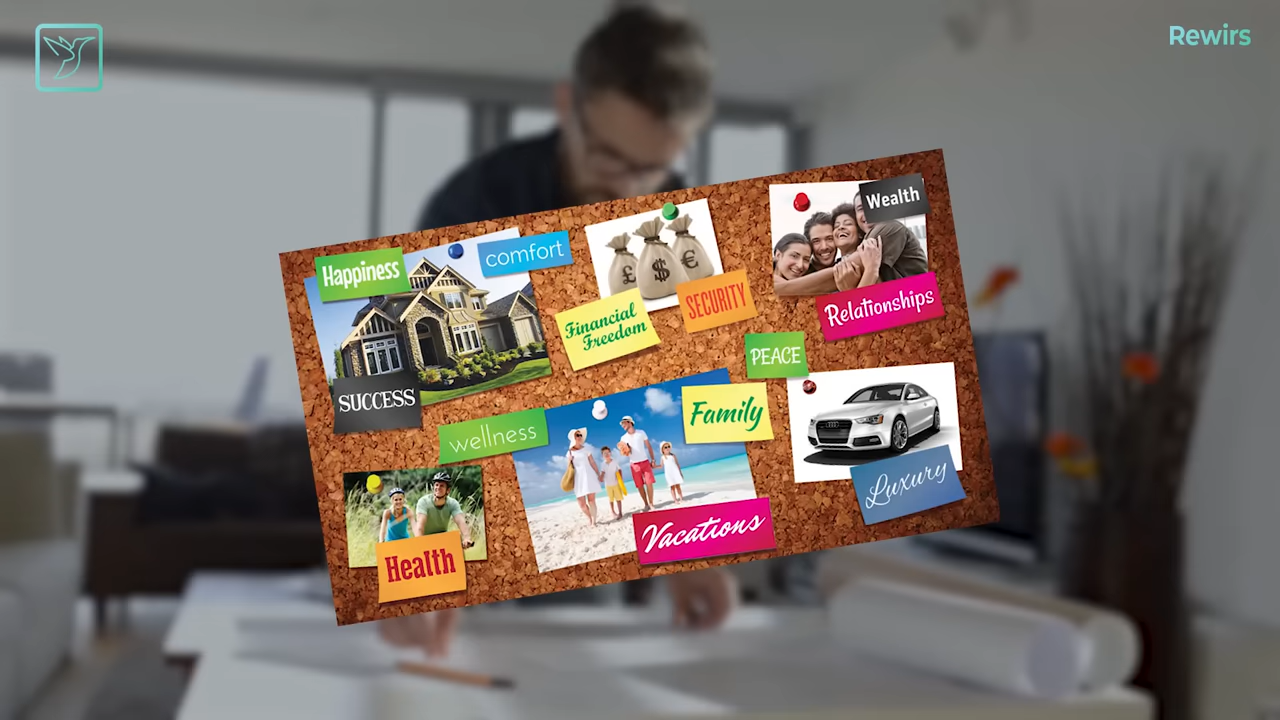 Rewirs
Happiness
comfort
Wealth
Financial
Freedom
SECURITY
Relationships
PEACE
SUCCESS
wellness
Family
Luxury
Vacations
Health
£ $ €